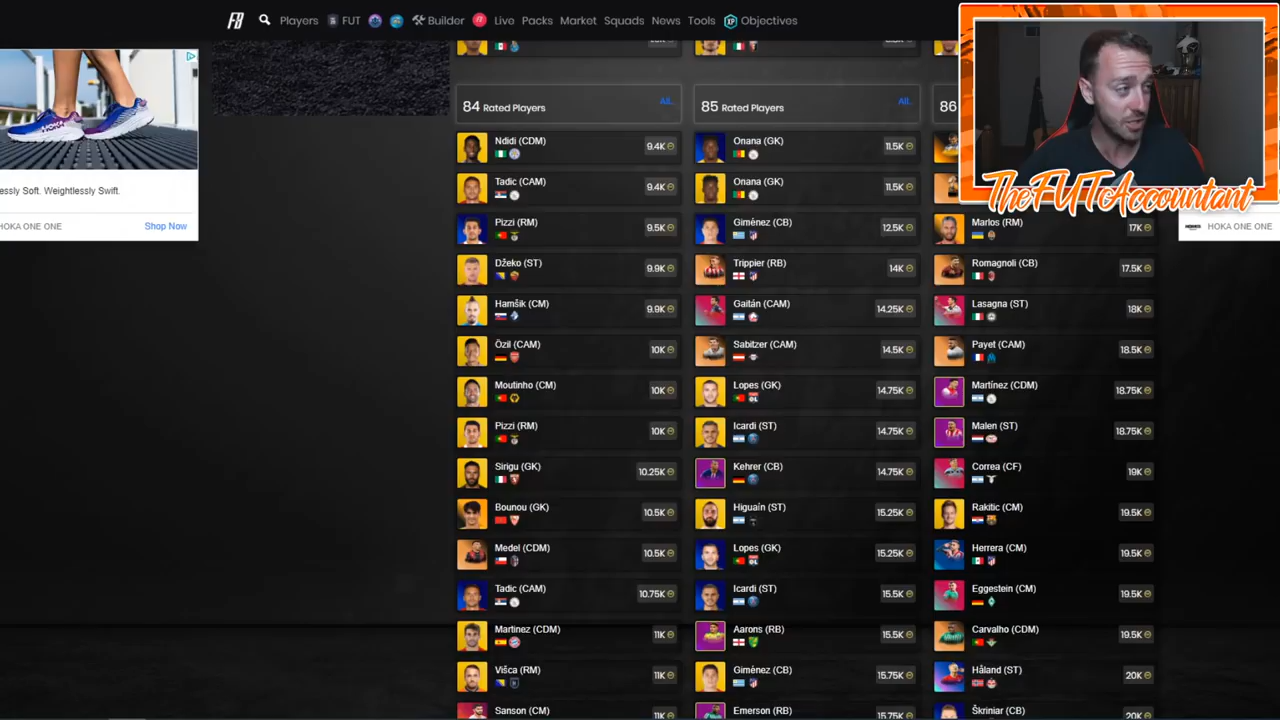 FB Players FUT Builder Live Packs Market Squads News Tools Objectives
84 Rated Players All..
Ndidi (CDM) 9.4K
Tadic (CAM) 9.4K
Pizzi (RM) 9.5K
Džeko (ST) 9.9K
Hamšik (CM) 9.9K
Özil (CAM) 10K
Moutinho (CM) 10K
Pizzi (RM) 10K
Sirigu (GK) 10.25K
Bounou (GK) 10.5K
Medel (CDM) 10.5K
Tadic (CAM) 10.75K
Martinez (CDM) 11K
Višca (RM) 11K
Sanson (CM) 11K
85 Rated Players All..
Onana (GK) 11.5K
Onana (GK) 11.5K
Giménez (CB) 12.5K
Trippier (RB) 14K
Gaitán (CAM) 14.25K
Sabitzer (CAM) 14.5K
Lopes (GK) 14.75K
Icardi (ST) 14.75K
Kehrer (CB) 14.75K
Higuaín (ST) 15.25K
Lopes (GK) 15.25K
Icardi (ST) 15.5K
Aarons (RB) 15.5K
Giménez (CB) 15.75K
Emerson (RB) 15.75K
86
Marlos (RM) 17K
Romagnoli (CB) 17.5K
Lasagna (ST) 18K
Payet (CAM) 18.5K
Martínez (CDM) 18.75K
Malen (ST) 18.75K
Correa (CF) 19K
Rakitic (CM) 19.5K
Herrera (CM) 19.5K
Eggestein (CM) 19.5K
Carvalho (CDM) 19.5K
Håland (ST) 20K
Škriniar (CB) 20K
TheFUTAccountant
HOKA ONE ONE
essly Soft. Weightlessly Swift.
HOKA ONE ONE Shop Now